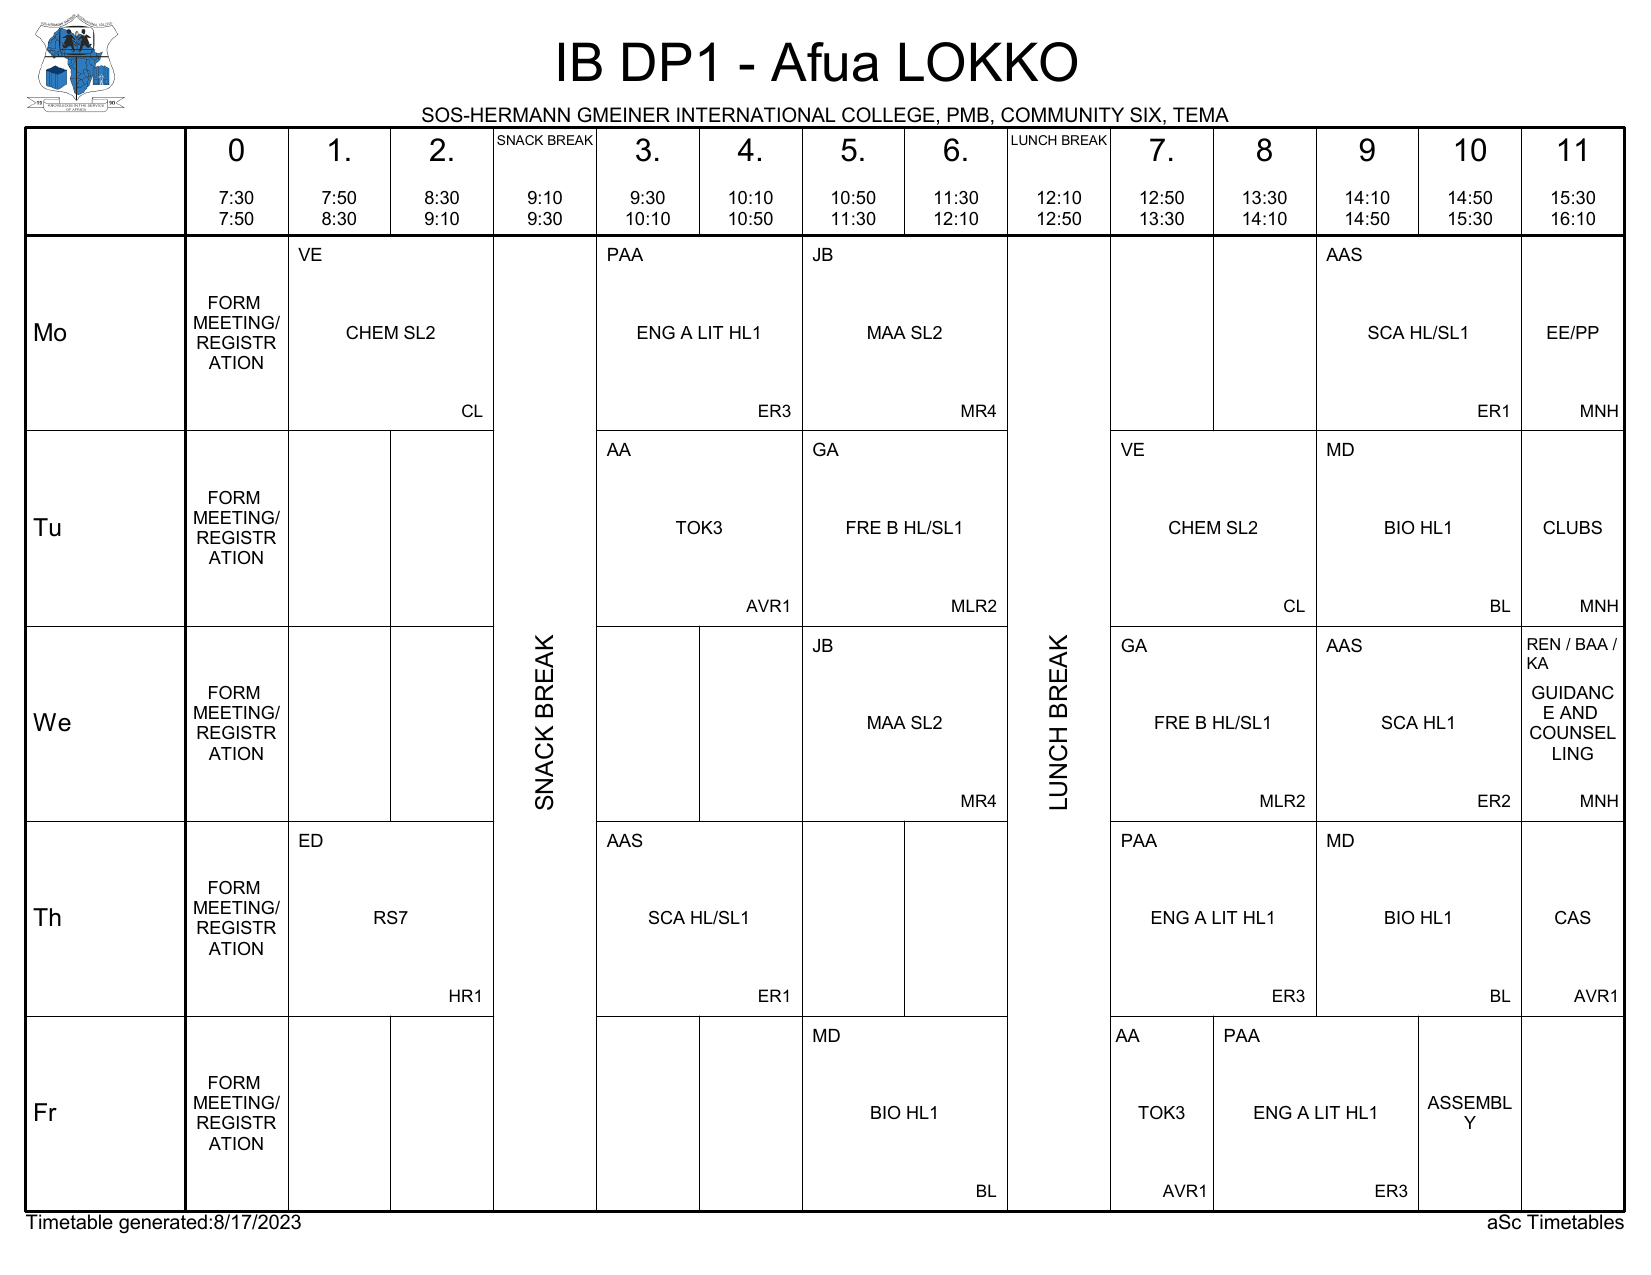 IB DP1 - Afua LOKKO
SOS-HERMANN GMEINER INTERNATIONAL COLLEGE, PMB, COMMUNITY SIX, TEMA
0 1. 2. SNACK BREAK 3. 4. 5. 6. LUNCH BREAK 7. 8 9 10 11
7:30 7:50 8:30 9:10 9:30 10:10 10:50 11:30 12:10 12:50 13:30 14:10 14:50 15:30
7:50 8:30 9:10 9:30 10:10 10:50 11:30 12:10 12:50 13:30 14:10 14:50 15:30 16:10
Mo
FORM
MEETING/
REGISTR
ATION
VE
CHEM SL2
CL
PAA
ENG A LIT HL1
ER3
JB
MAA SL2
MR4
AAS
SCA HL/SL1
ER1
EE/PP
MNH
Tu
FORM
MEETING/
REGISTR
ATION
AA
TOK3
AVR1
GA
FRE B HL/SL1
MLR2
VE
CHEM SL2
CL
MD
BIO HL1
BL
CLUBS
MNH
We
FORM
MEETING/
REGISTR
ATION
SNACK BREAK
JB
MAA SL2
MR4
LUNCH BREAK
GA
FRE B HL/SL1
MLR2
AAS
SCA HL1
ER2
REN / BAA /
KA
GUIDANC
E AND
COUNSEL
LING
MNH
Th
FORM
MEETING/
REGISTR
ATION
ED
RS7
HR1
AAS
SCA HL/SL1
ER1
PAA
ENG A LIT HL1
ER3
MD
BIO HL1
BL
CAS
AVR1
Fr
FORM
MEETING/
REGISTR
ATION
MD
BIO HL1
BL
AA
TOK3
AVR1
PAA
ENG A LIT HL1
ER3
ASSEMBL
Y
Timetable generated:8/17/2023
aSc Timetables